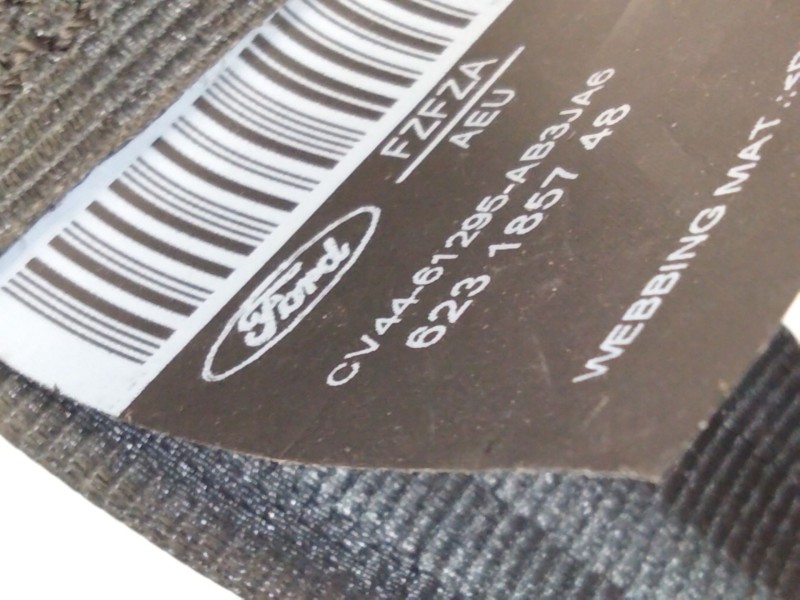 FZFZA
AEU
Ford
CV44-61295-AB3JA6
623 1857 48
WEBBING MAT